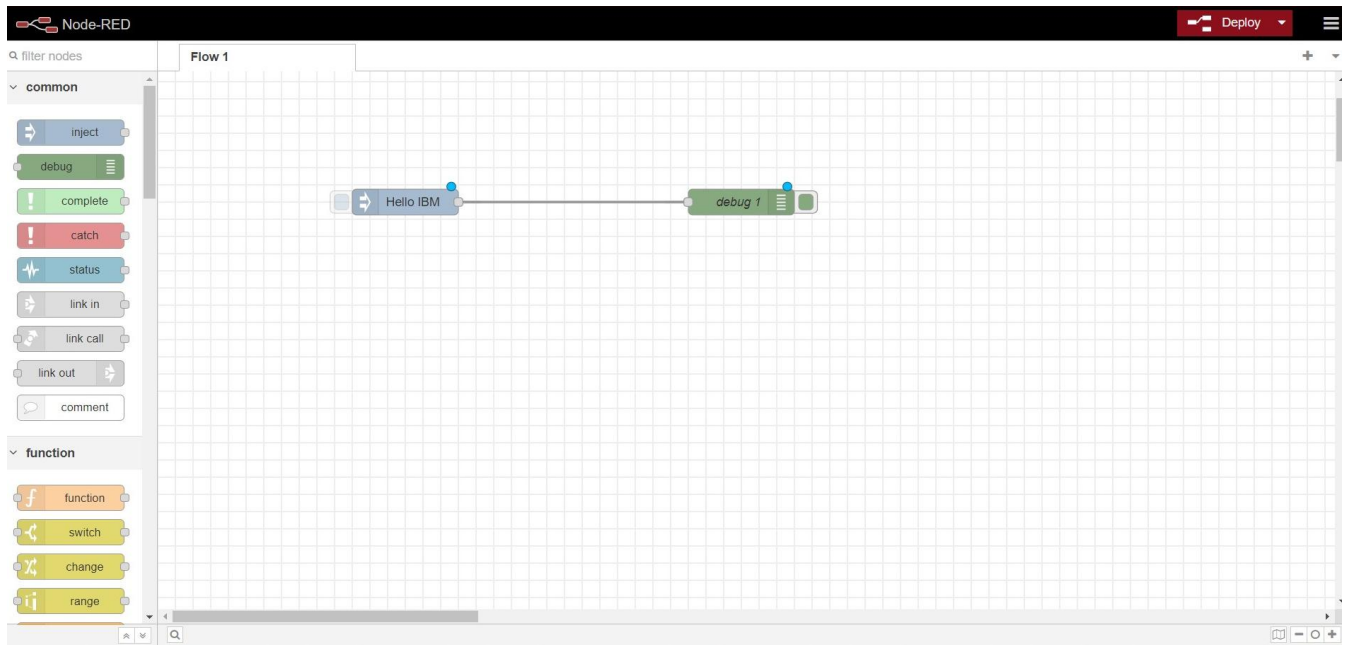 Node-RED
Deploy
filter nodes
Flow 1
common
inject
debug
complete
catch
status
link in
link call
link out
comment
function
function
switch
change
range
Hello IBM
debug 1